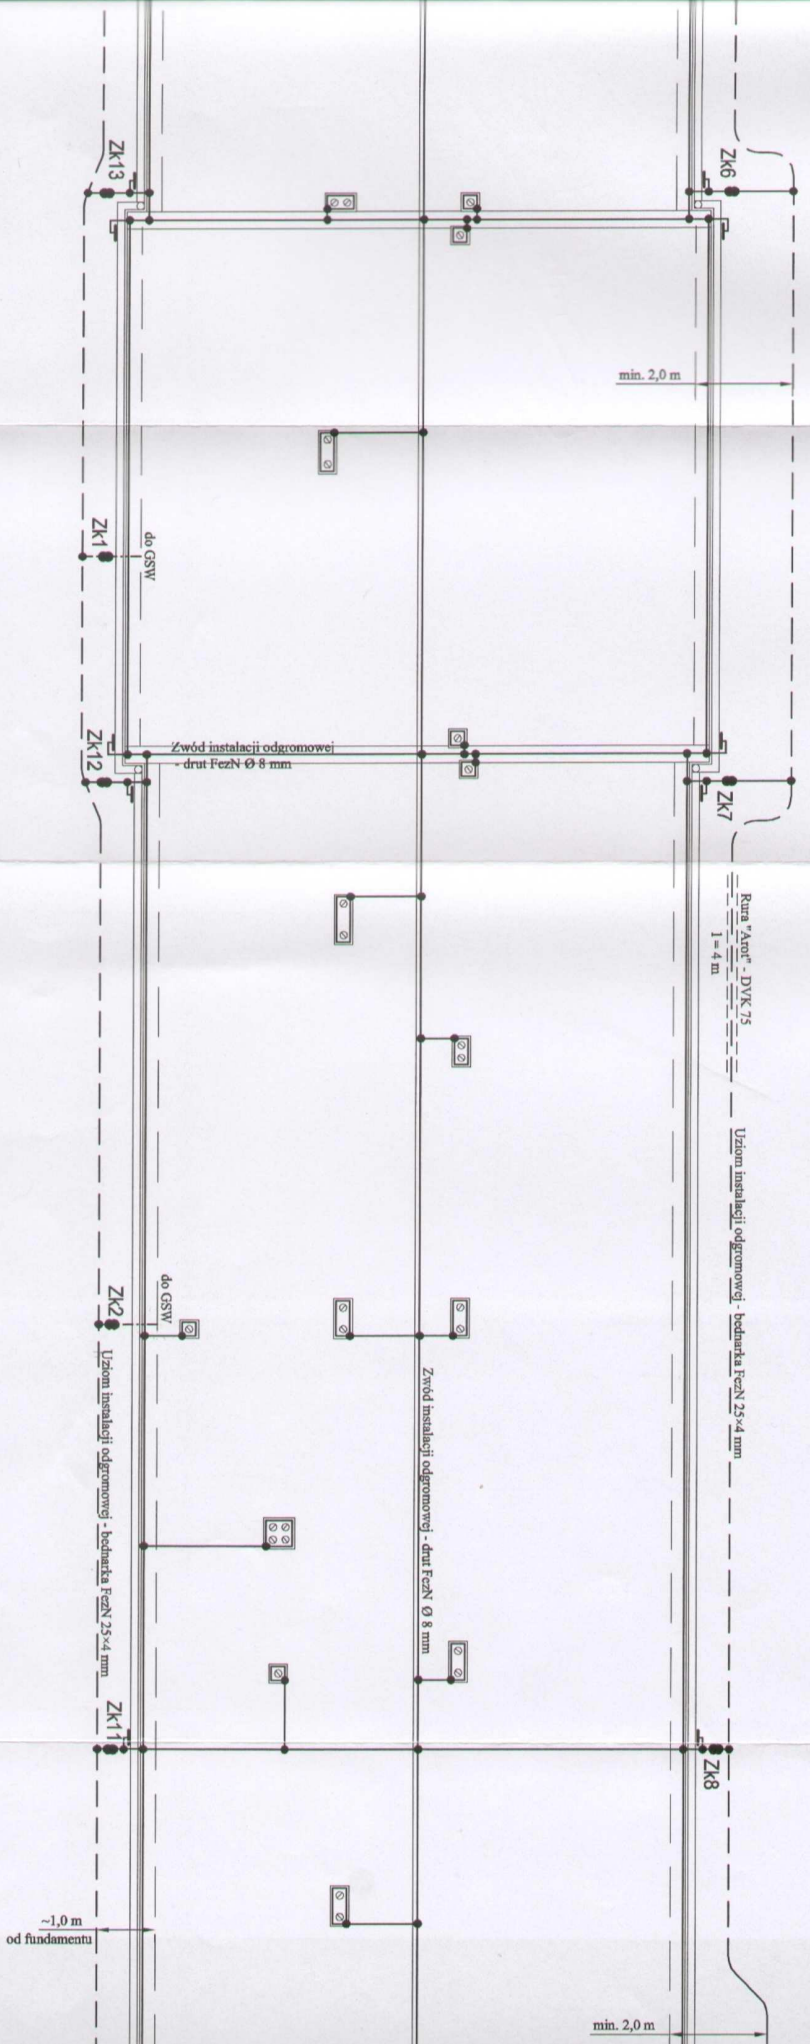 Zk13
Zk6
min. 2,0 m
Zk1
do GSW
Zk12
Zwód instalacji odgromowej
- drut FezN Ø 8 mm
Zk7
Rura "Arot" - DVK 75
l = 4 m
Uziom instalacji odgromowej - bednarka FezN 25×4 mm
do GSW
Zk2
Uziom instalacji odgromowej - bednarka FezN 25×4 mm
Zwód instalacji odgromowej - drut FezN Ø 8 mm
Zk11
Zk8
~1,0 m
od fundamentu
min. 2,0 m